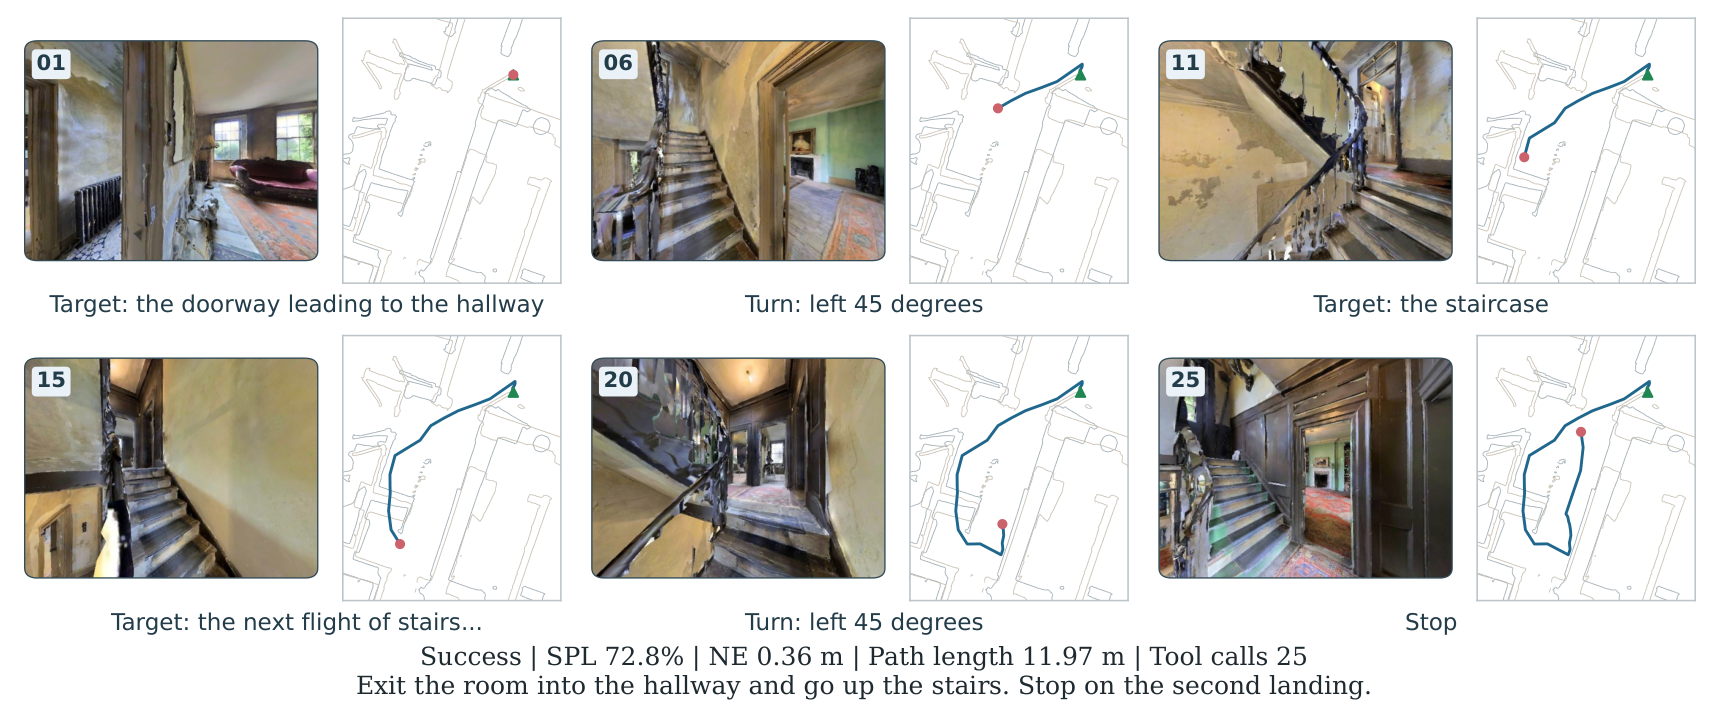 01
06
11
Target: the doorway leading to the hallway
Turn: left 45 degrees
Target: the staircase
15
20
25
Target: the next flight of stairs...
Turn: left 45 degrees
Stop
Success | SPL 72.8% | NE 0.36 m | Path length 11.97 m | Tool calls 25
Exit the room into the hallway and go up the stairs. Stop on the second landing.